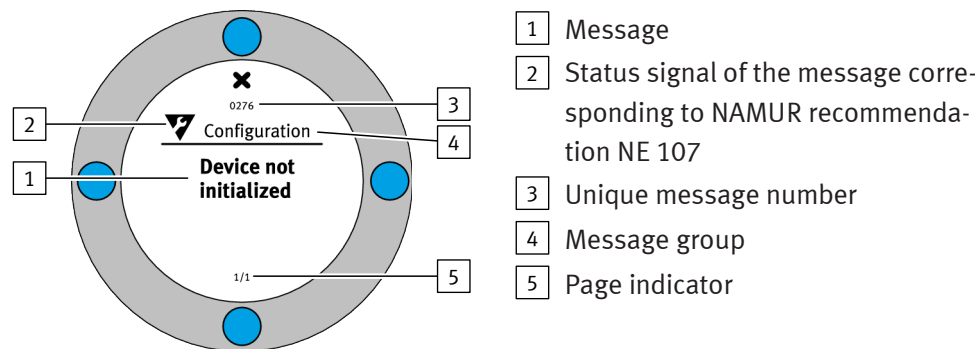 0276
Configuration
Device not
initialized
1/1
2
1
3
4
5
1 Message
2 Status signal of the message corre-
sponding to NAMUR recommenda-
tion NE 107
3 Unique message number
4 Message group
5 Page indicator